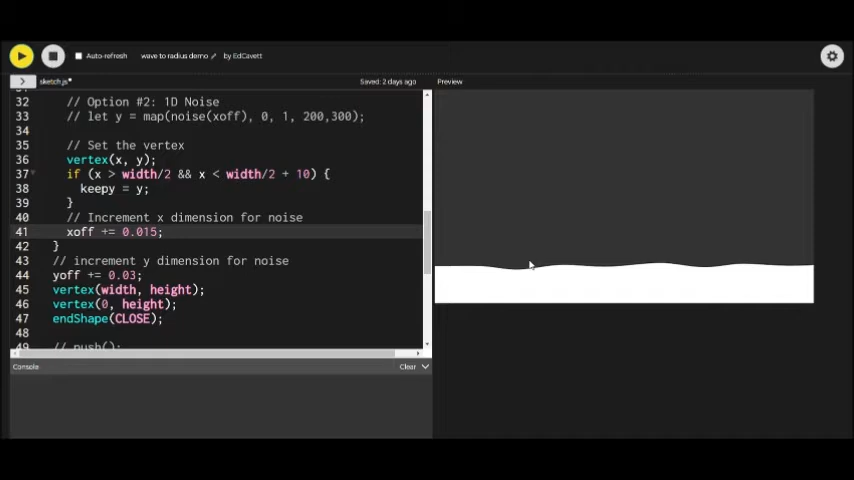 Auto-refresh wave to radius demo by EdCavett
sketch.js* Saved: 2 days ago Preview
32 // Option #2: 1D Noise
33 // let y = map(noise(xoff), 0, 1, 200,300);
34
35 // Set the vertex
36 vertex(x, y);
37 if (x > width/2 && x < width/2 + 10) {
38 keepy = y;
39 }
40 // Increment x dimension for noise
41 xoff += 0.015;
42 }
43 // increment y dimension for noise
44 yoff += 0.03;
45 vertex(width, height);
46 vertex(0, height);
47 endShape(CLOSE);
48
49 // push();
Console Clear